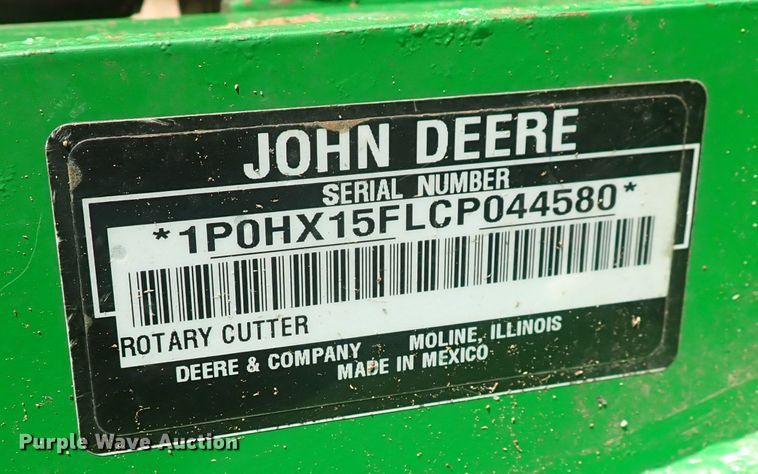 JOHN DEERE
SERIAL NUMBER
*1P0HX15FLCP044580*
ROTARY CUTTER
DEERE & COMPANY MOLINE, ILLINOIS
MADE IN MEXICO
Purple Wave Auction